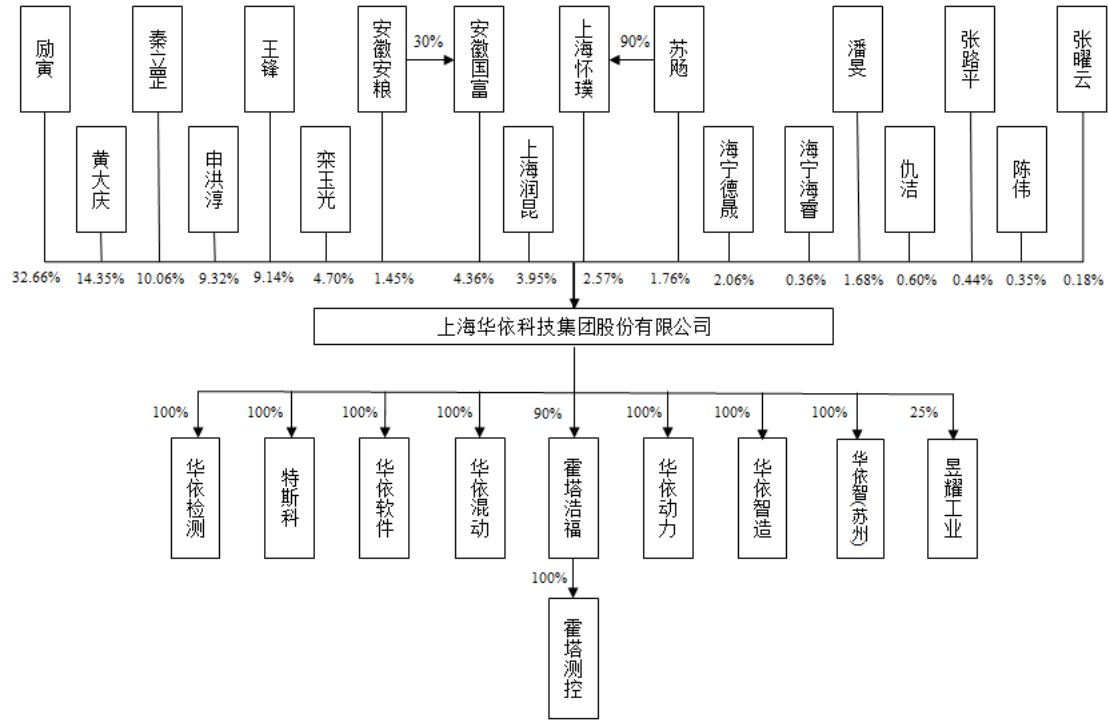 励寅
秦立罡
王锋
安徽安粮
30%
安徽国富
上海怀璞
90%
苏飏
潘旻
张路平
张曜云
黄大庆
申洪淳
栾玉光
上海润昆
海宁德晟
海宁海睿
仇洁
陈伟
32.66%
14.35%
10.06%
9.32%
9.14%
4.70%
1.45%
4.36%
3.95%
2.57%
1.76%
2.06%
0.36%
1.68%
0.60%
0.44%
0.35%
0.18%
上海华依科技集团股份有限公司
100%
100%
100%
100%
90%
100%
100%
100%
25%
华依检测
特斯科
华依软件
华依混动
霍塔浩福
华依动力
华依智造
华依智(苏州)
昱耀工业
100%
霍塔测控